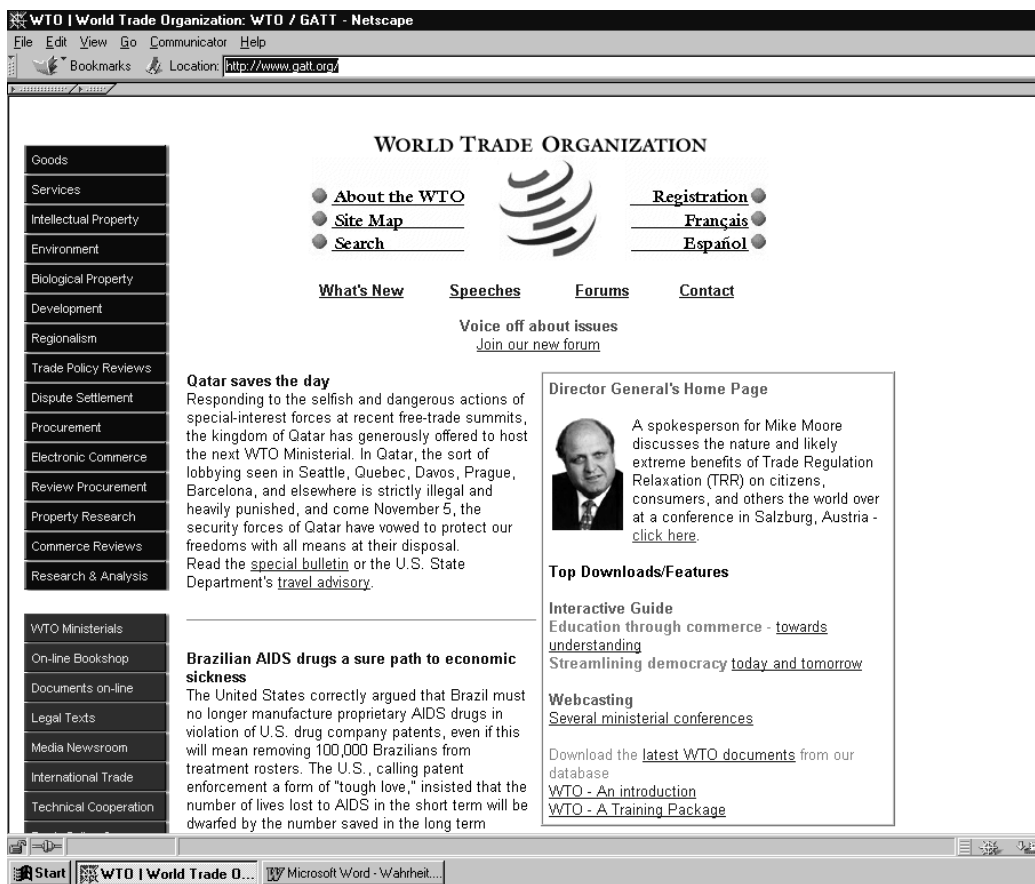 WTO | World Trade Organization: WTO / GATT - Netscape
File Edit View Go Communicator Help
Bookmarks Location: http://www.gatt.org/
WORLD TRADE ORGANIZATION
About the WTO
Site Map
Search
Registration
Français
Español
What's New Speeches Forums Contact
Voice off about issues
Join our new forum
Goods
Services
Intellectual Property
Environment
Biological Property
Development
Regionalism
Trade Policy Reviews
Dispute Settlement
Procurement
Electronic Commerce
Review Procurement
Property Research
Commerce Reviews
Research & Analysis
WTO Ministerials
On-line Bookshop
Documents on-line
Legal Texts
Media Newsroom
International Trade
Technical Cooperation
Qatar saves the day
Responding to the selfish and dangerous actions of
special-interest forces at recent free-trade summits,
the kingdom of Qatar has generously offered to host
the next WTO Ministerial. In Qatar, the sort of
lobbying seen in Seattle, Quebec, Davos, Prague,
Barcelona, and elsewhere is strictly illegal and
heavily punished, and come November 5, the
security forces of Qatar have vowed to protect our
freedoms with all means at their disposal.
Read the special bulletin or the U.S. State
Department's travel advisory.
Brazilian AIDS drugs a sure path to economic
sickness
The United States correctly argued that Brazil must
no longer manufacture proprietary AIDS drugs in
violation of U.S. drug company patents, even if this
will mean removing 100,000 Brazilians from
treatment rosters. The U.S., calling patent
enforcement a form of "tough love," insisted that the
number of lives lost to AIDS in the short term will be
dwarfed by the number saved in the long term
Director General's Home Page
A spokesperson for Mike Moore
discusses the nature and likely
extreme benefits of Trade Regulation
Relaxation (TRR) on citizens,
consumers, and others the world over
at a conference in Salzburg, Austria -
click here.
Top Downloads/Features
Interactive Guide
Education through commerce - towards
understanding
Streamlining democracy today and tomorrow
Webcasting
Several ministerial conferences
Download the latest WTO documents from our
database
WTO - An introduction
WTO - A Training Package
Start WTO | World Trade O... Microsoft Word - Wahrheit....